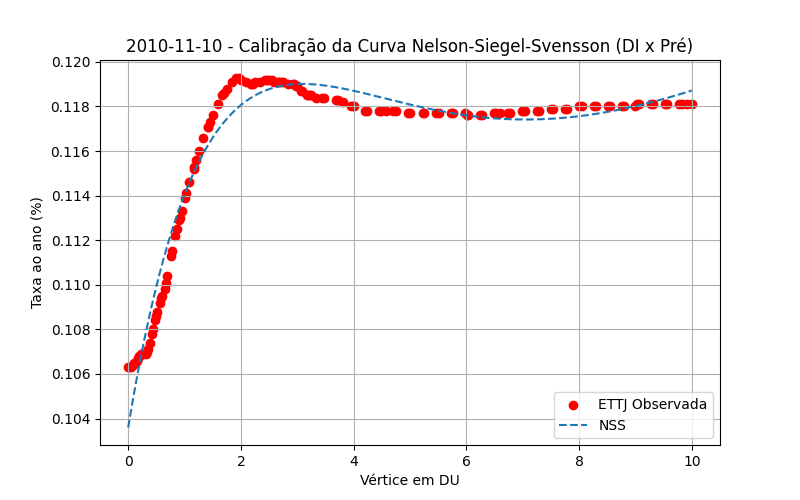 2010-11-10 - Calibração da Curva Nelson-Siegel-Svensson (DI x Pré)
0.120
0.118
0.116
0.114
0.112
0.110
0.108
0.106
0.104
Taxa ao ano (%)
ETTJ Observada
NSS
0 2 4 6 8 10
Vértice em DU